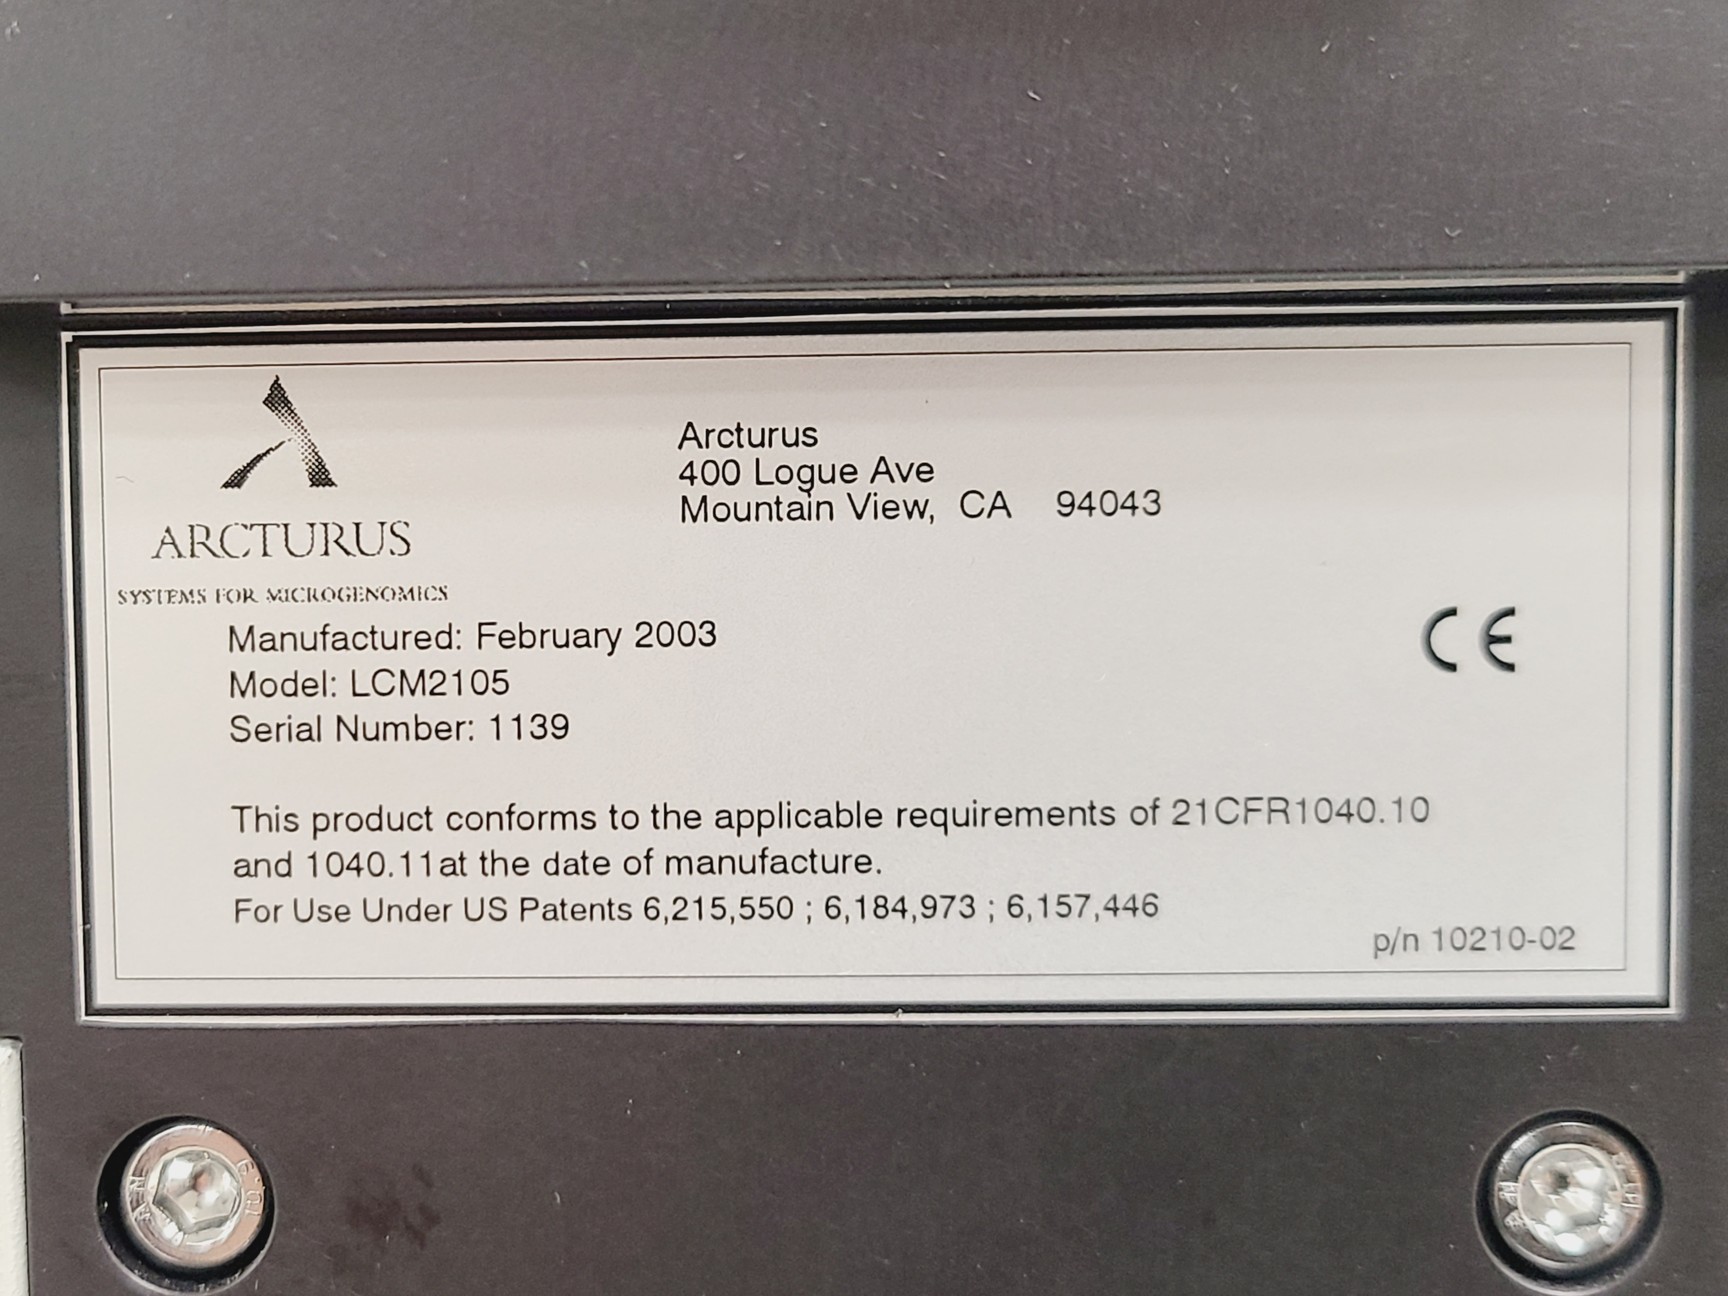 ARCTURUS
SYSTEMS FOR MICROGENOMICS
Arcturus
400 Logue Ave
Mountain View, CA 94043
Manufactured: February 2003
Model: LCM2105
Serial Number: 1139
CE
This product conforms to the applicable requirements of 21CFR1040.10
and 1040.11at the date of manufacture.
For Use Under US Patents 6,215,550 ; 6,184,973 ; 6,157,446
p/n 10210-02